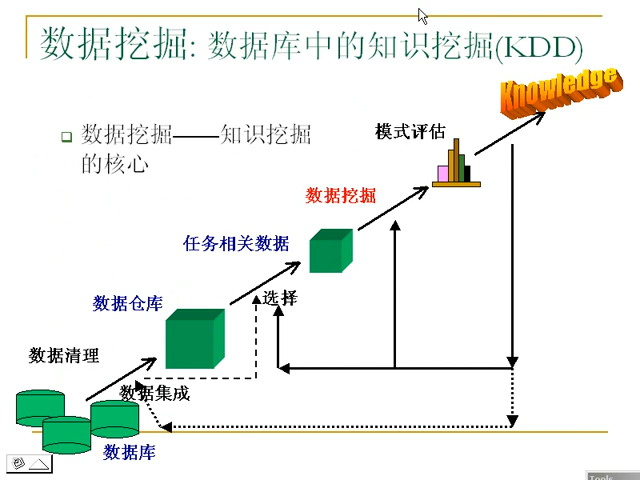 数据挖掘: 数据库中的知识挖掘(KDD)
Knowledge
数据挖掘——知识挖掘
的核心
模式评估
数据挖掘
任务相关数据
选择
数据仓库
数据清理
数据集成
数据库
Tools